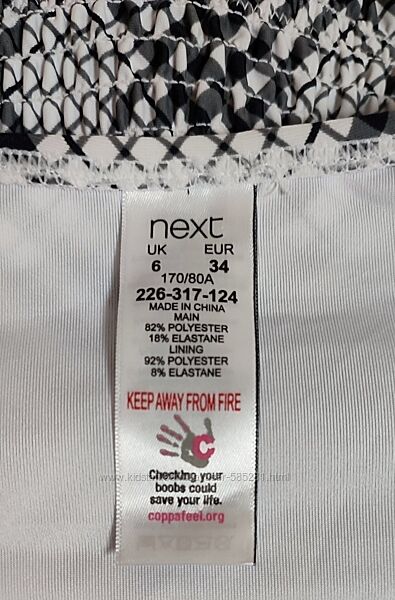 next
UK EUR
6 34
170/80A
226-317-124
MADE IN CHINA
MAIN
82% POLYESTER
18% ELASTANE
LINING
92% POLYESTER
8% ELASTANE
KEEP AWAY FROM FIRE
C
Checking your
boobs could
save your life.
coppafeel.org